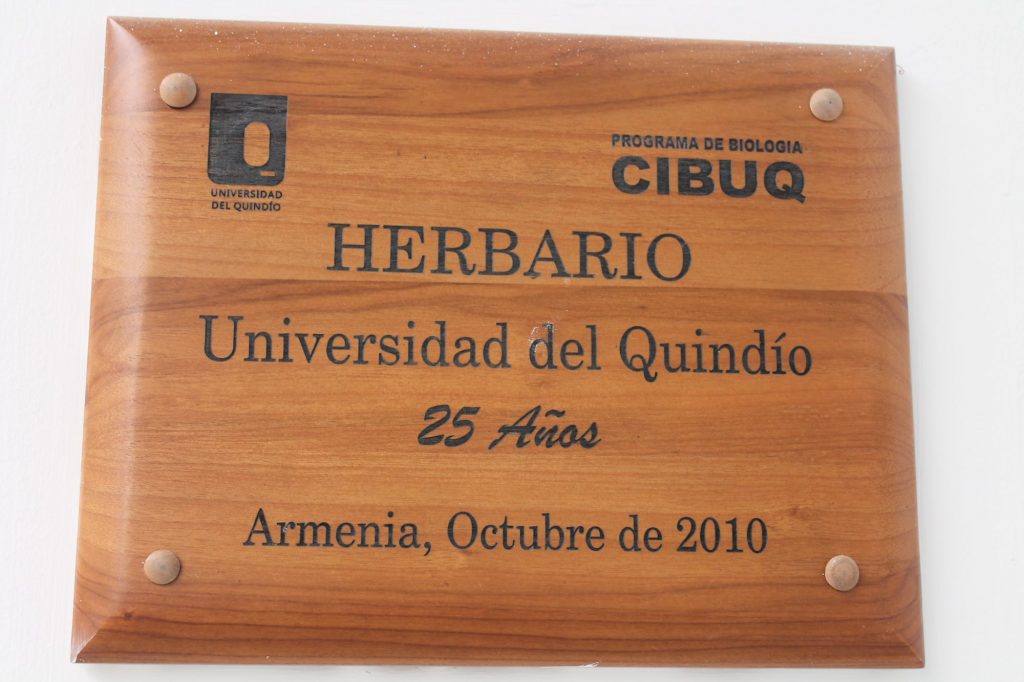 UNIVERSIDAD
DEL QUINDÍO
PROGRAMA DE BIOLOGIA
CIBUQ
HERBARIO
Universidad del Quindío
25 Años
Armenia, Octubre de 2010